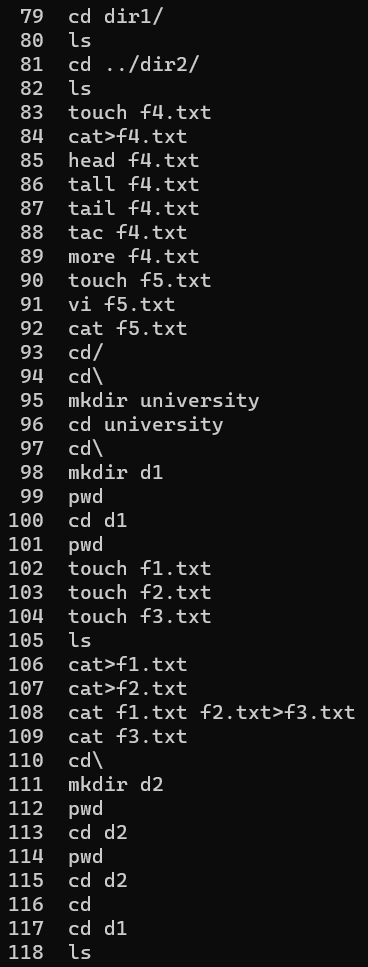 79 cd dir1/
80 ls
81 cd ../dir2/
82 ls
83 touch f4.txt
84 cat>f4.txt
85 head f4.txt
86 tall f4.txt
87 tail f4.txt
88 tac f4.txt
89 more f4.txt
90 touch f5.txt
91 vi f5.txt
92 cat f5.txt
93 cd/
94 cd\
95 mkdir university
96 cd university
97 cd\
98 mkdir d1
99 pwd
100 cd d1
101 pwd
102 touch f1.txt
103 touch f2.txt
104 touch f3.txt
105 ls
106 cat>f1.txt
107 cat>f2.txt
108 cat f1.txt f2.txt>f3.txt
109 cat f3.txt
110 cd\
111 mkdir d2
112 pwd
113 cd d2
114 pwd
115 cd d2
116 cd
117 cd d1
118 ls